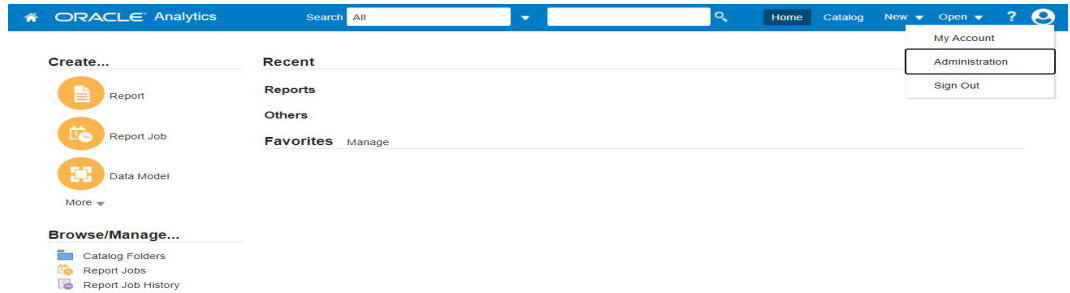 ORACLE Analytics Search All Home Catalog New Open ?
My Account
Administration
Sign Out
Create...
Report
Report Job
Data Model
More
Browse/Manage...
Catalog Folders
Report Jobs
Report Job History
Recent
Reports
Others
Favorites Manage